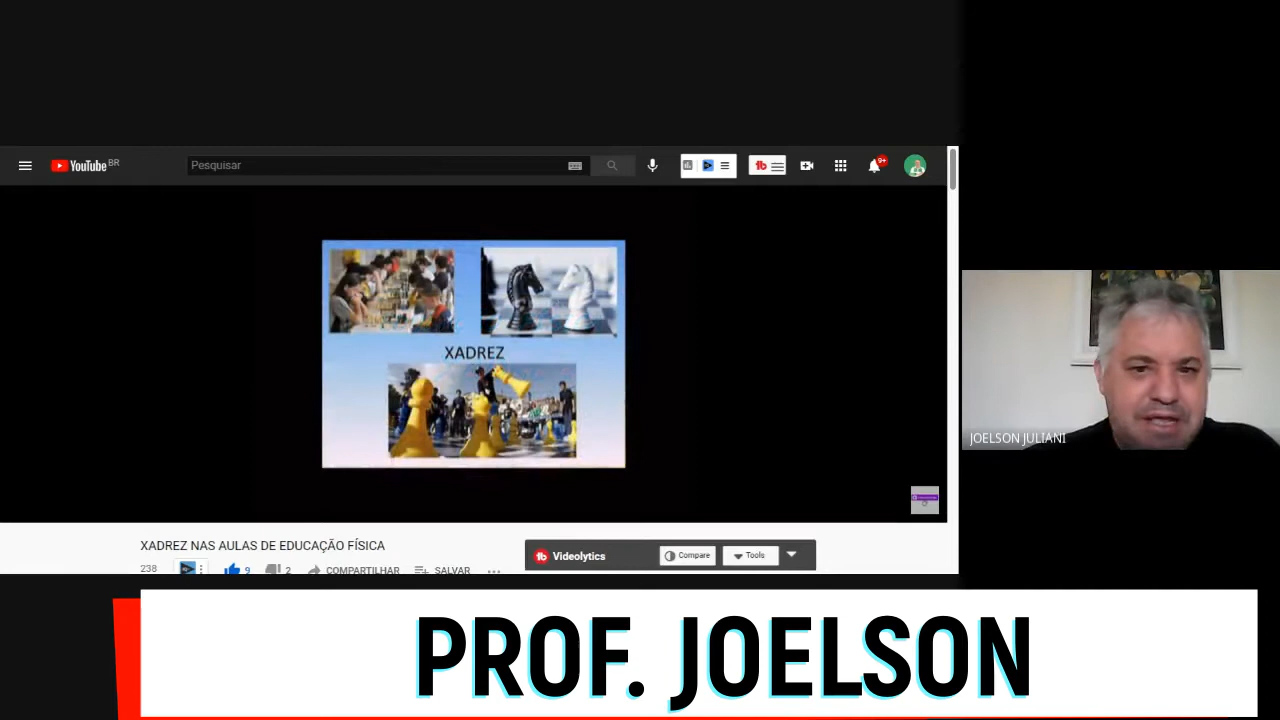 YouTube BR
Pesquisar
9+
XADREZ
JOELSON JULIANI
XADREZ NAS AULAS DE EDUCAÇÃO FÍSICA
Videolytics
Compare
Tools
238
9
2
COMPARTILHAR
SALVAR
PROF. JOELSON